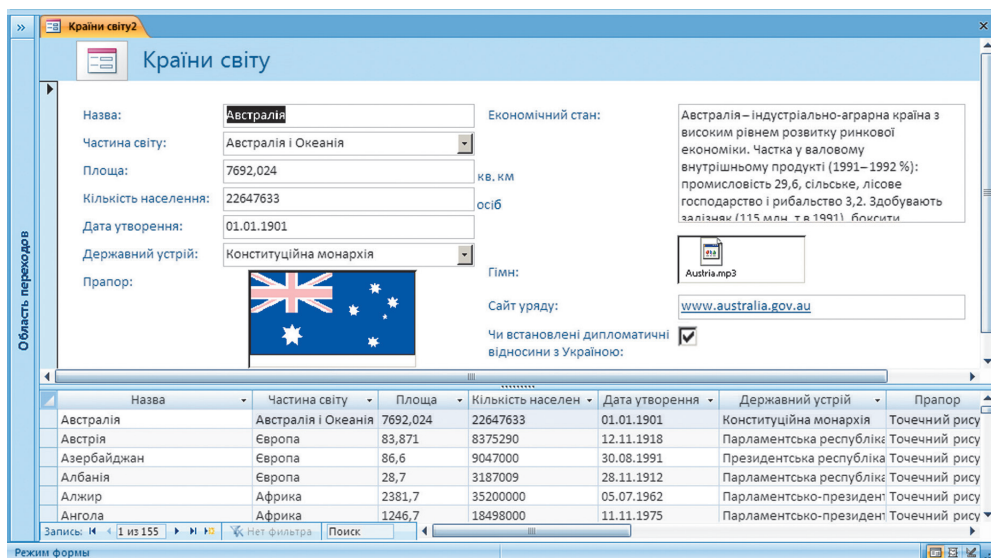 Країни світу2
Країни світу
Область переходов
Назва: Австралія
Частина світу: Австралія і Океанія
Площа: 7692,024 кв. км
Кількість населення: 22647633 осіб
Дата утворення: 01.01.1901
Державний устрій: Конституційна монархія
Прапор:
Економічний стан:
Австралія – індустріально-аграрна країна з
високим рівнем розвитку ринкової
економіки. Частка у валовому
внутрішньому продукті (1991–1992 %):
промисловість 29,6, сільське, лісове
господарство і рибальство 3,2. Здобувають
залізняк (115 млн. т в 1991), боксити
Гімн:
Austria.mp3
Сайт уряду: www.australia.gov.au
Чи встановлені дипломатичні
відносини з Україною:
Назва Частина світу Площа Кількість населен Дата утворення Державний устрій Прапор
Австралія Австралія і Океанія 7692,024 22647633 01.01.1901 Конституційна монархія Точечний рису
Австрія Європа 83,871 8375290 12.11.1918 Парламентська республіка Точечний рису
Азербайджан Європа 86,6 9047000 30.08.1991 Президентська республіка Точечний рису
Албанія Європа 28,7 3187009 28.11.1912 Парламентська республіка Точечний рису
Алжир Африка 2381,7 35200000 05.07.1962 Парламентсько-президент Точечний рису
Ангола Африка 1246,7 18498000 11.11.1975 Парламентсько-президент Точечний рису
Запись: 1 из 155 Нет фильтра Поиск
Режим формы